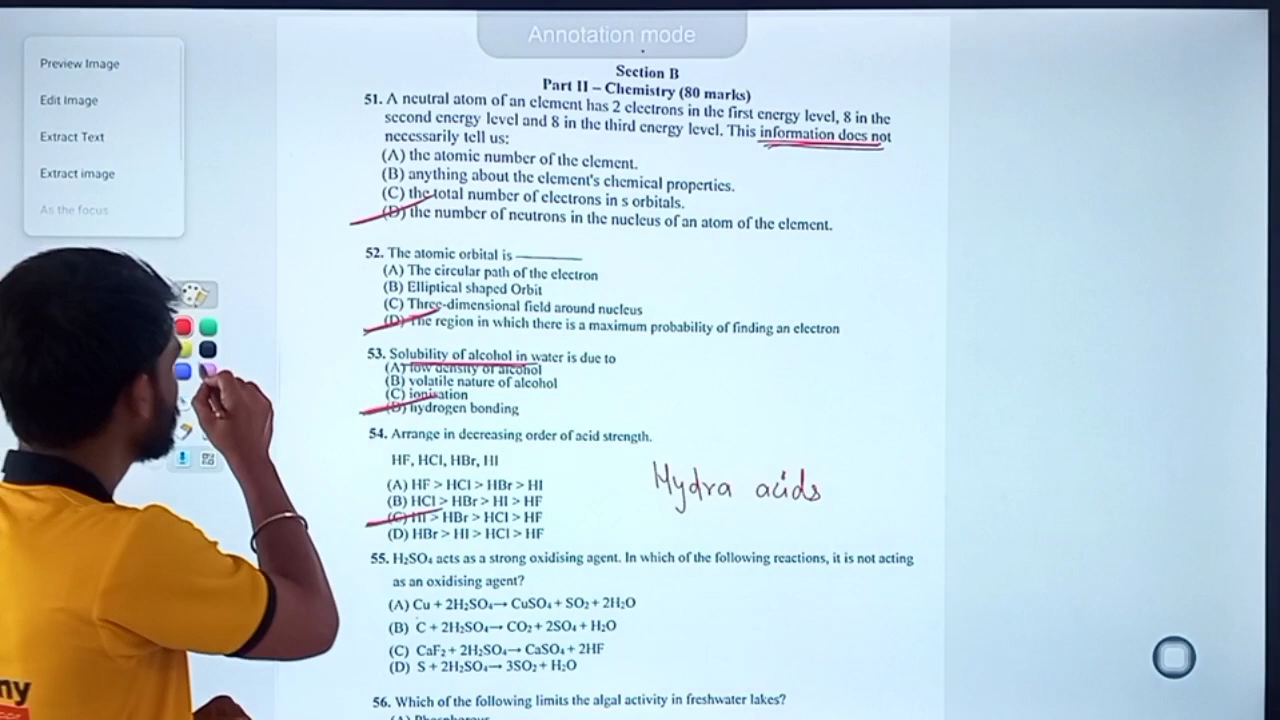 Annotation mode
Preview Image
Edit Image
Extract Text
Extract image
As the focus
Section B
Part II – Chemistry (80 marks)
51. A neutral atom of an element has 2 electrons in the first energy level, 8 in the
second energy level and 8 in the third energy level. This information does not
necessarily tell us:
(A) the atomic number of the element.
(B) anything about the element's chemical properties.
(C) the total number of electrons in s orbitals.
(D) the number of neutrons in the nucleus of an atom of the element.
52. The atomic orbital is ________
(A) The circular path of the electron
(B) Elliptical shaped Orbit
(C) Three-dimensional field around nucleus
(D) The region in which there is a maximum probability of finding an electron
53. Solubility of alcohol in water is due to
(A) low density of alcohol
(B) volatile nature of alcohol
(C) ionisation
(D) hydrogen bonding
54. Arrange in decreasing order of acid strength.
HF, HCl, HBr, HI
(A) HF > HCl > HBr > HI
(B) HCl > HBr > HI > HF
(C) HI > HBr > HCl > HF
(D) HBr > HI > HCl > HF
Hydra acids
55. H₂SO₄ acts as a strong oxidising agent. In which of the following reactions, it is not acting
as an oxidising agent?
(A) Cu + 2H₂SO₄→ CuSO₄ + SO₂ + 2H₂O
(B) C + 2H₂SO₄→ CO₂ + 2SO₄ + H₂O
(C) CaF₂ + 2H₂SO₄→ CaSO₄ + 2HF
(D) S + 2H₂SO₄→ 3SO₂ + H₂O
56. Which of the following limits the algal activity in freshwater lakes?
(A) Phosphorous
ny